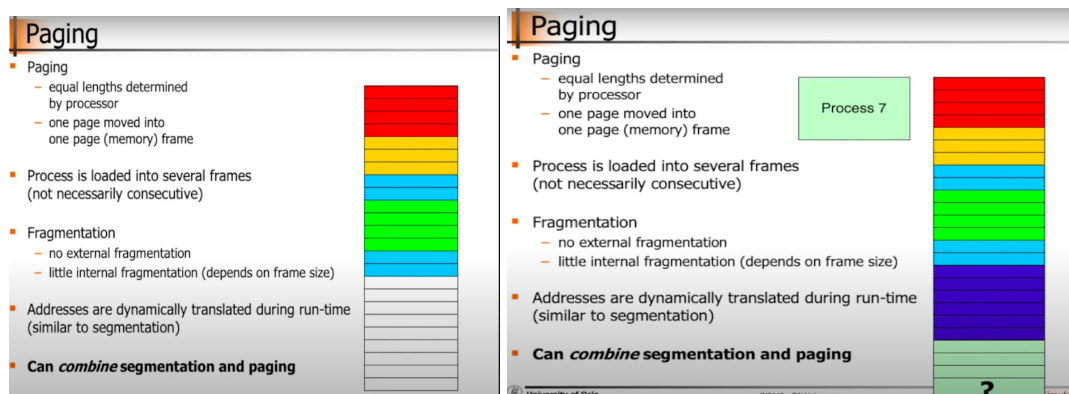 Paging
Paging
– equal lengths determined
by processor
– one page moved into
one page (memory) frame
Process is loaded into several frames
(not necessarily consecutive)
Fragmentation
– no external fragmentation
– little internal fragmentation (depends on frame size)
Addresses are dynamically translated during run-time
(similar to segmentation)
Can combine segmentation and paging
Paging
Paging
– equal lengths determined
by processor
– one page moved into
one page (memory) frame
Process 7
Process is loaded into several frames
(not necessarily consecutive)
Fragmentation
– no external fragmentation
– little internal fragmentation (depends on frame size)
Addresses are dynamically translated during run-time
(similar to segmentation)
Can combine segmentation and paging
?
University of Oslo